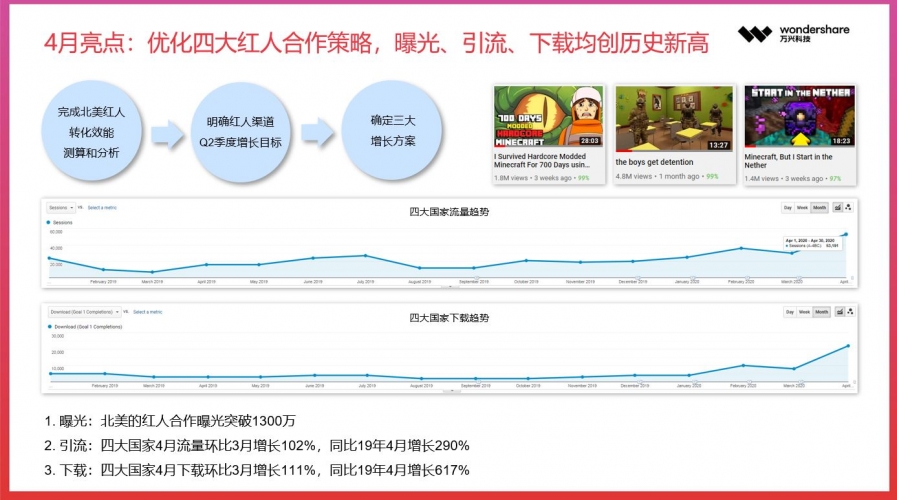 4月亮点：优化四大红人合作策略，曝光、引流、下载均创历史新高
wondershare
万兴科技
完成北美红人
转化效能
测算和分析
明确红人渠道
Q2季度增长目标
确定三大
增长方案
700 DAYS
MODDED
HARDCORE
MINECRAFT
28:03
I Survived Hardcore Modded
Minecraft For 700 Days usin...
1.8M views • 3 weeks ago • 99%
13:27
the boys get detention
4.8M views • 1 month ago • 99%
START IN THE NETHER
18:23
Minecraft, But I Start in the
Nether
1.4M views • 3 weeks ago • 97%
Sessions vs. Select a metric
四大国家流量趋势
Day Week Month
Sessions
60,000
40,000
20,000
Apr 1, 2020 - Apr 30, 2020
February 2019 March 2019 April 2019 May 2019 June 2019 July 2019 August 2019 September 2019 October 2019 November 2019 December 2019 January 2020 February 2020 March 2020 April...
Download (Goal 1 Completions) vs. Select a metric
四大国家下载趋势
Day Week Month
Download (Goal 1 Completions)
30,000
20,000
10,000
February 2019 March 2019 April 2019 May 2019 June 2019 July 2019 August 2019 September 2019 October 2019 November 2019 December 2019 January 2020 February 2020 March 2020 April...
1. 曝光：北美的红人合作曝光突破1300万
2. 引流：四大国家4月流量环比3月增长102%，同比19年4月增长290%
3. 下载：四大国家4月下载环比3月增长111%，同比19年4月增长617%